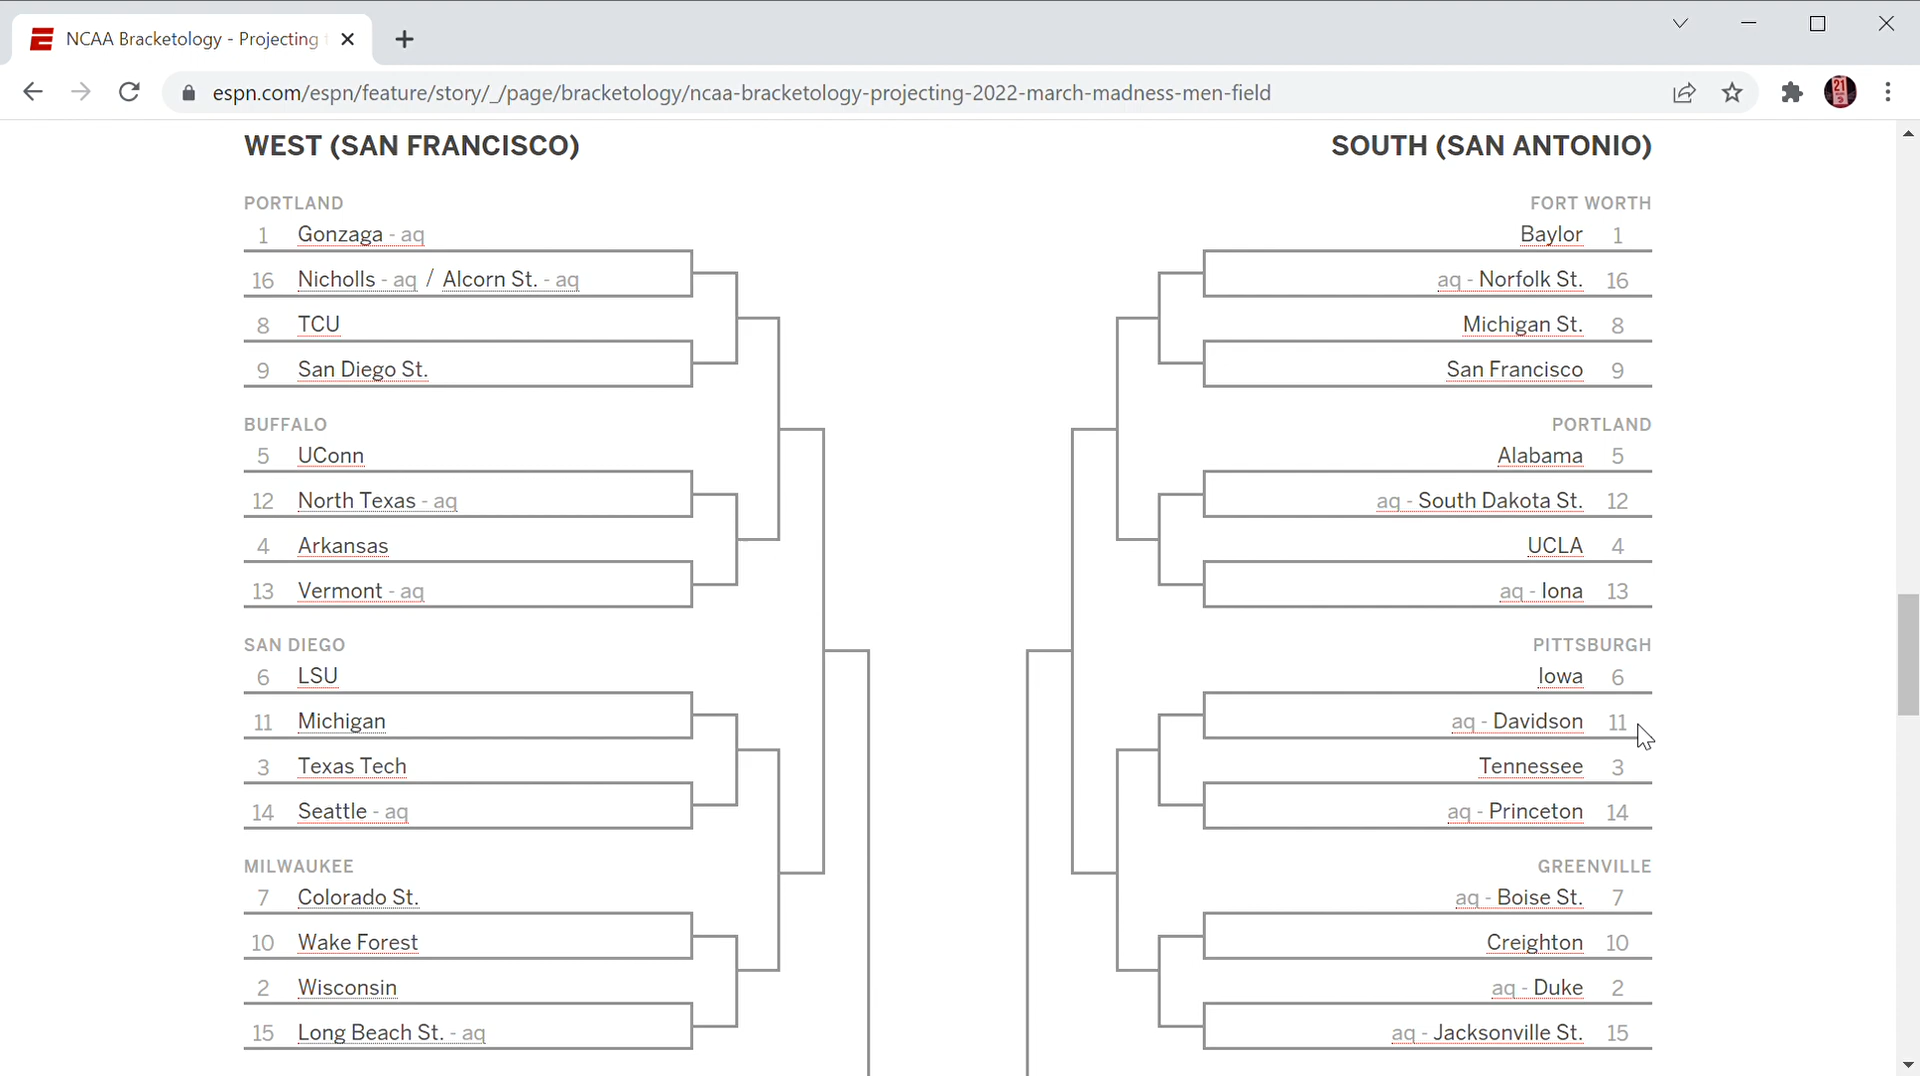 NCAA Bracketology - Projecting
espn.com/espn/feature/story/_/page/bracketology/ncaa-bracketology-projecting-2022-march-madness-men-field
WEST (SAN FRANCISCO)
PORTLAND
1 Gonzaga - aq
16 Nicholls - aq / Alcorn St. - aq
8 TCU
9 San Diego St.
BUFFALO
5 UConn
12 North Texas - aq
4 Arkansas
13 Vermont - aq
SAN DIEGO
6 LSU
11 Michigan
3 Texas Tech
14 Seattle - aq
MILWAUKEE
7 Colorado St.
10 Wake Forest
2 Wisconsin
15 Long Beach St. - aq
SOUTH (SAN ANTONIO)
FORT WORTH
Baylor 1
aq - Norfolk St. 16
Michigan St. 8
San Francisco 9
PORTLAND
Alabama 5
aq - South Dakota St. 12
UCLA 4
aq - Iona 13
PITTSBURGH
Iowa 6
aq - Davidson 11
Tennessee 3
aq - Princeton 14
GREENVILLE
aq - Boise St. 7
Creighton 10
aq - Duke 2
aq - Jacksonville St. 15